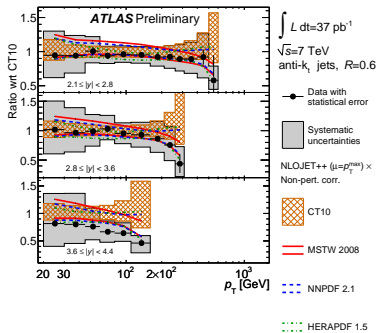 ATLAS Preliminary
∫ L dt=37 pb⁻¹
√s=7 TeV
anti-kₜ jets, R=0.6
Data with
statistical error
Systematic
uncertainties
NLOJET++ (μ=p_T^max) ×
Non-pert. corr.
CT10
MSTW 2008
NNPDF 2.1
HERAPDF 1.5
Ratio wrt CT10
1.5
1
0.5
2.1 ≤ |y| < 2.8
1.5
1
0.5
2.8 ≤ |y| < 3.6
1.5
1
0.5
3.6 ≤ |y| < 4.4
20 30 10² 2×10² 10³
p_T [GeV]